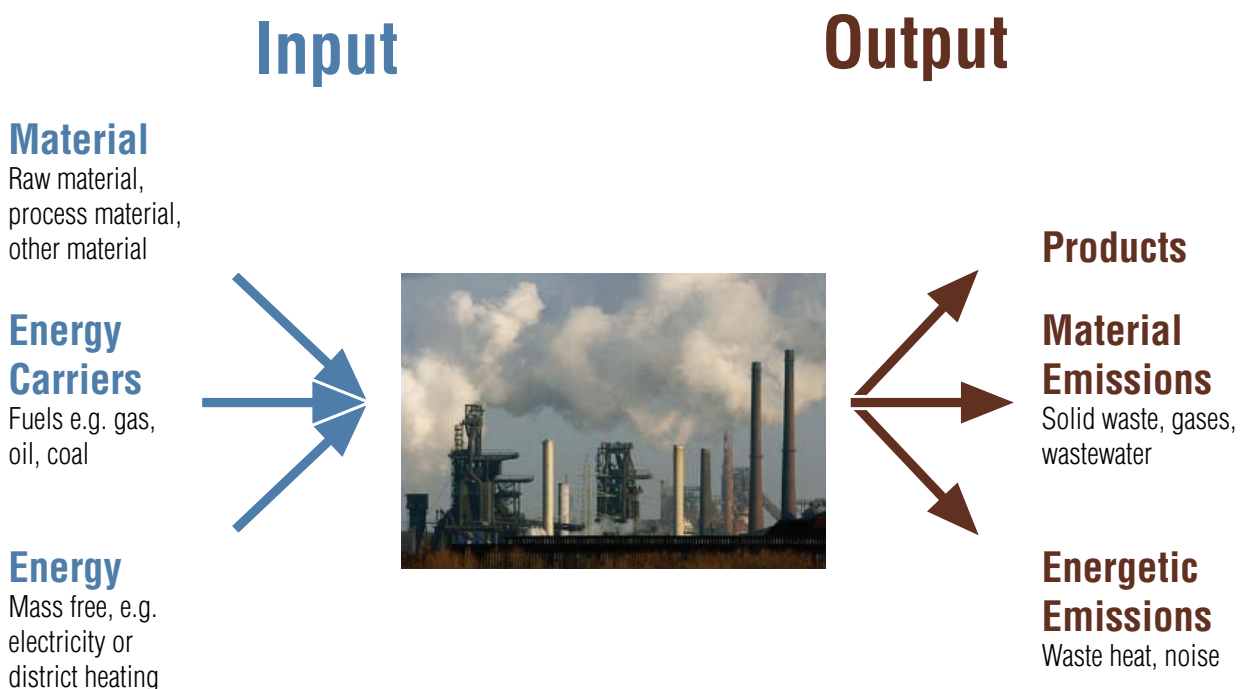 Input
Output
Material
Raw material,
process material,
other material
Energy
Carriers
Fuels e.g. gas,
oil, coal
Energy
Mass free, e.g.
electricity or
district heating
Products
Material
Emissions
Solid waste, gases,
wastewater
Energetic
Emissions
Waste heat, noise